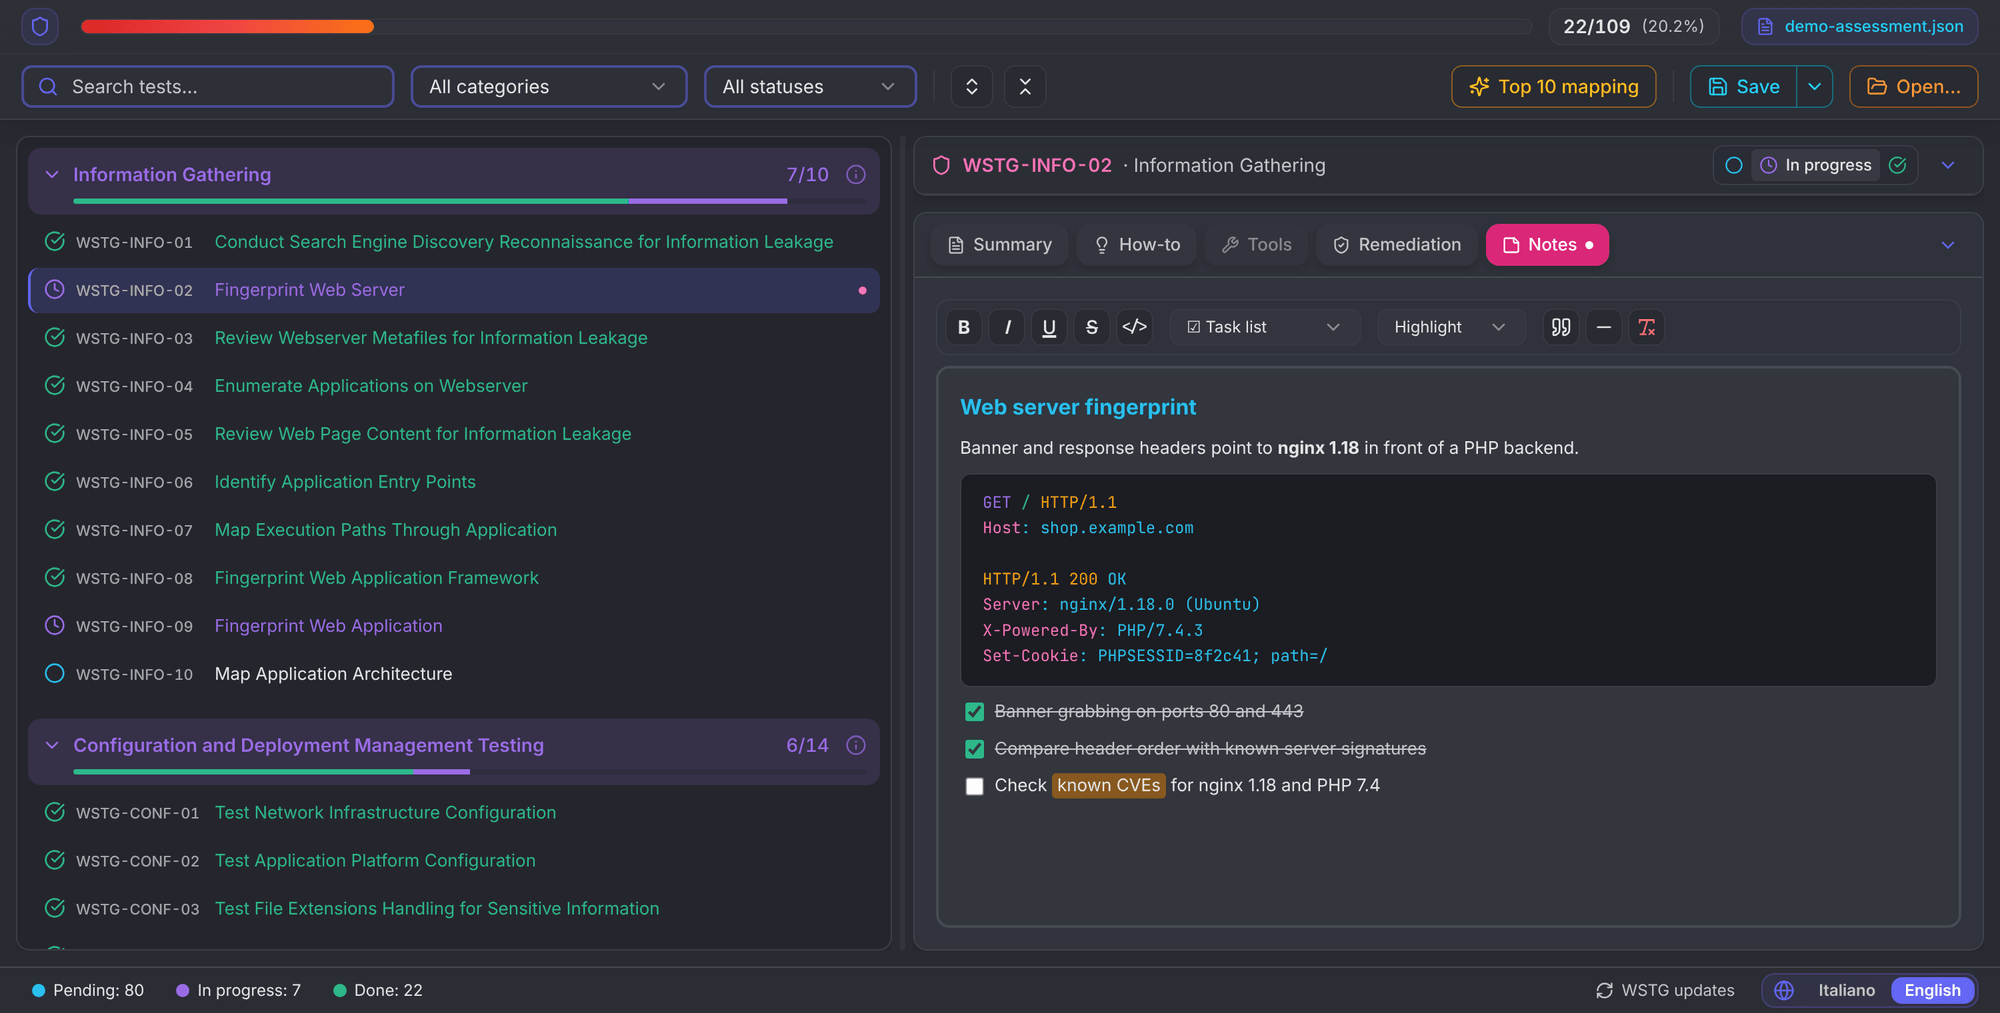 22/109 (20.2%)
demo-assessment.json
Search tests...
All categories
All statuses
Top 10 mapping
Save
Open...
Information Gathering
7/10
WSTG-INFO-01 Conduct Search Engine Discovery Reconnaissance for Information Leakage
WSTG-INFO-02 Fingerprint Web Server
WSTG-INFO-03 Review Webserver Metafiles for Information Leakage
WSTG-INFO-04 Enumerate Applications on Webserver
WSTG-INFO-05 Review Web Page Content for Information Leakage
WSTG-INFO-06 Identify Application Entry Points
WSTG-INFO-07 Map Execution Paths Through Application
WSTG-INFO-08 Fingerprint Web Application Framework
WSTG-INFO-09 Fingerprint Web Application
WSTG-INFO-10 Map Application Architecture
Configuration and Deployment Management Testing
6/14
WSTG-CONF-01 Test Network Infrastructure Configuration
WSTG-CONF-02 Test Application Platform Configuration
WSTG-CONF-03 Test File Extensions Handling for Sensitive Information
WSTG-INFO-02 · Information Gathering
In progress
Summary
How-to
Tools
Remediation
Notes
B I U S </>
☑ Task list
Highlight
Web server fingerprint
Banner and response headers point to nginx 1.18 in front of a PHP backend.
GET / HTTP/1.1
Host: shop.example.com
HTTP/1.1 200 OK
Server: nginx/1.18.0 (Ubuntu)
X-Powered-By: PHP/7.4.3
Set-Cookie: PHPSESSID=8f2c41; path=/
Banner grabbing on ports 80 and 443
Compare header order with known server signatures
Check known CVEs for nginx 1.18 and PHP 7.4
Pending: 80
In progress: 7
Done: 22
WSTG updates
Italiano
English